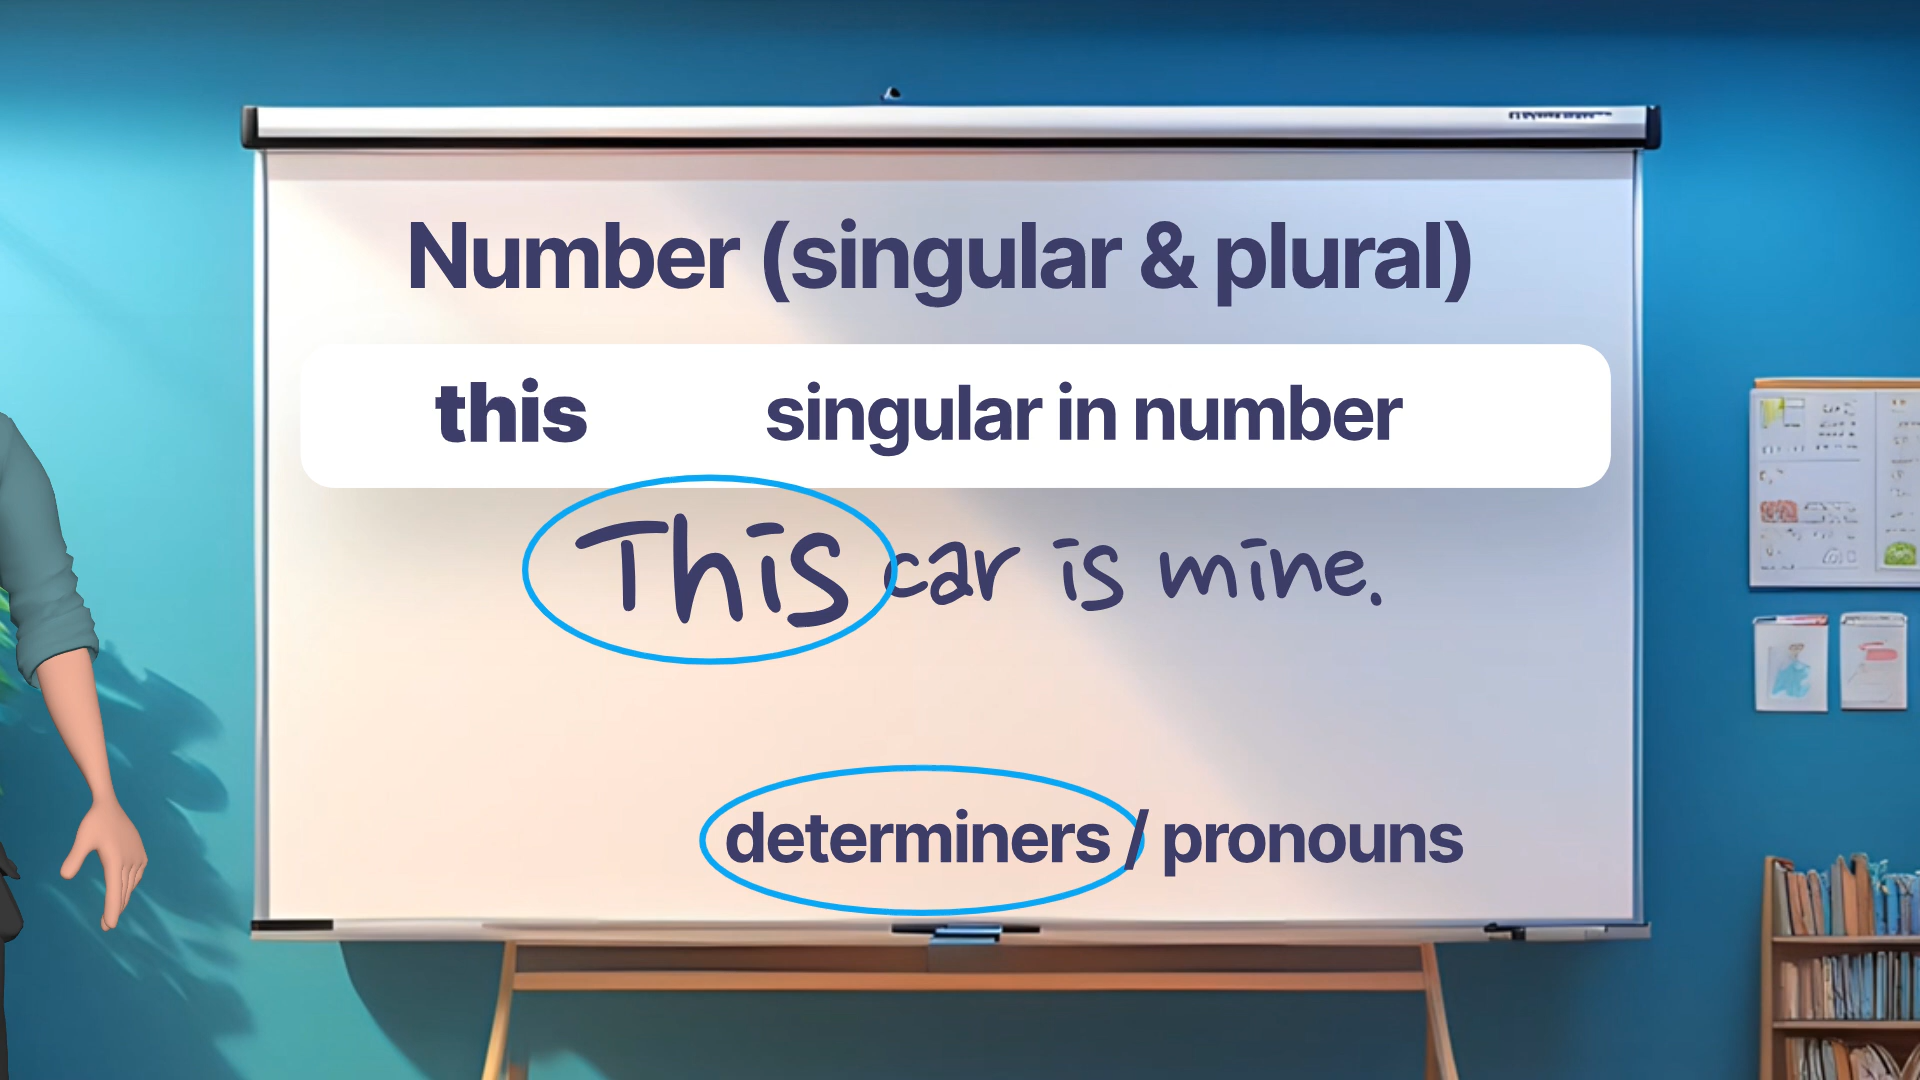 Number (singular & plural)
this singular in number
This car is mine.
determiners / pronouns